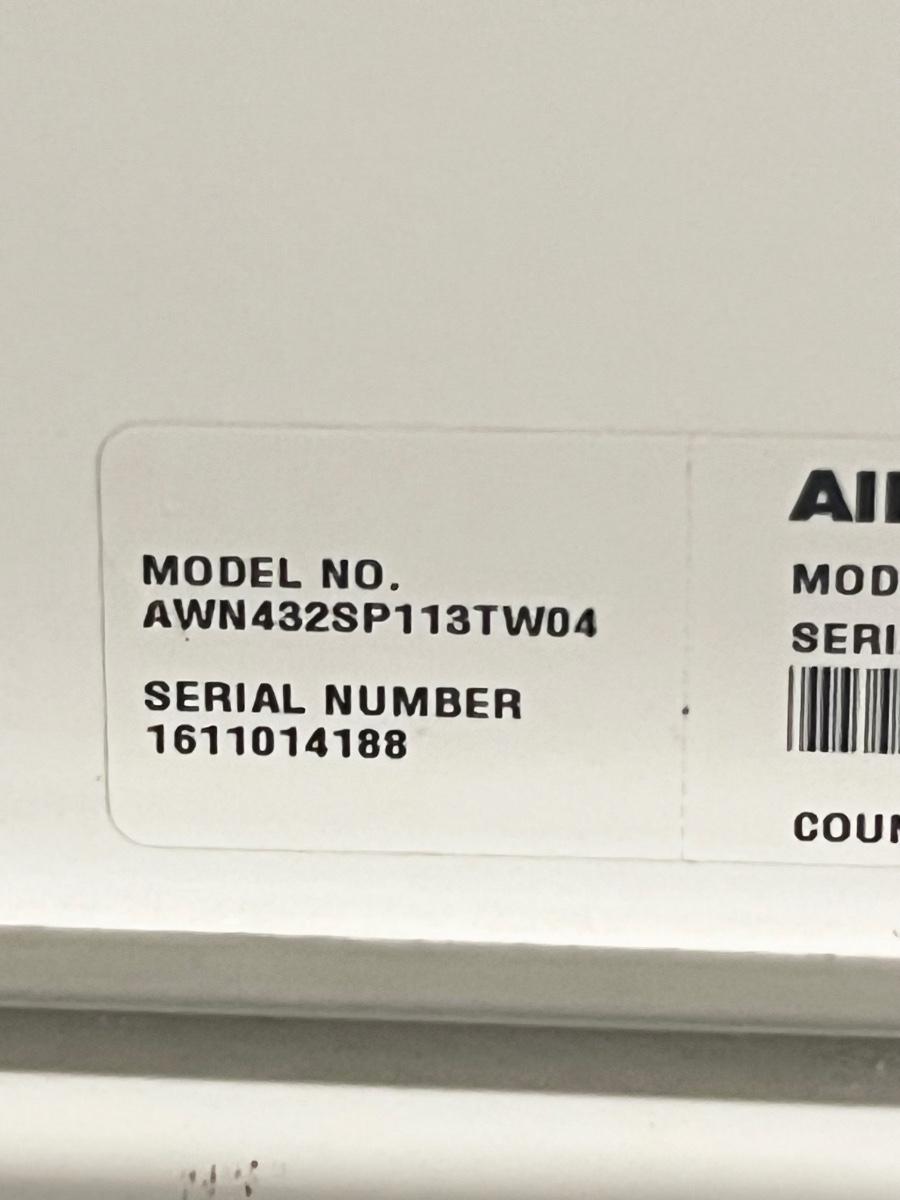 MODEL NO.
AWN432SP113TW04
SERIAL NUMBER
1611014188